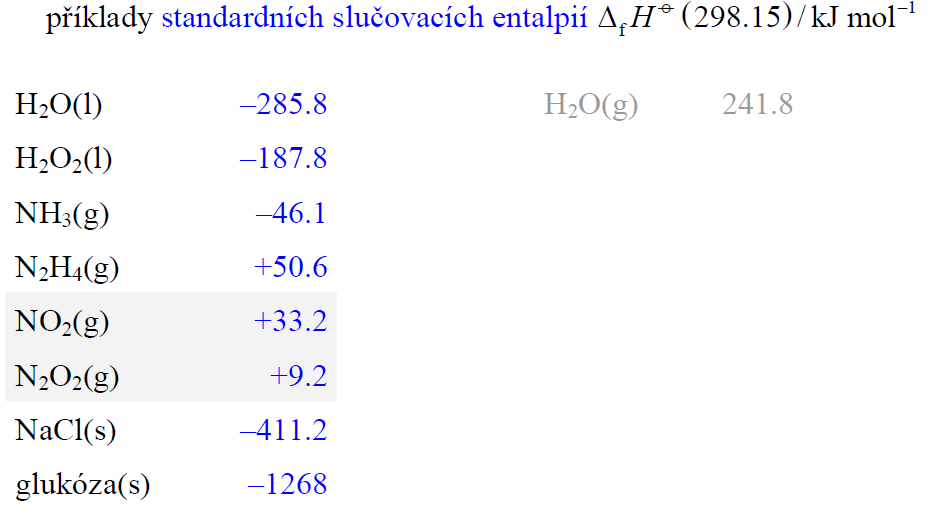 příklady standardních slučovacích entalpií Δ_f H^⦵ (298.15)/ kJ mol⁻¹
H₂O(l) –285.8 H₂O(g) 241.8
H₂O₂(l) –187.8
NH₃(g) –46.1
N₂H₄(g) +50.6
NO₂(g) +33.2
N₂O₂(g) +9.2
NaCl(s) –411.2
glukóza(s) –1268